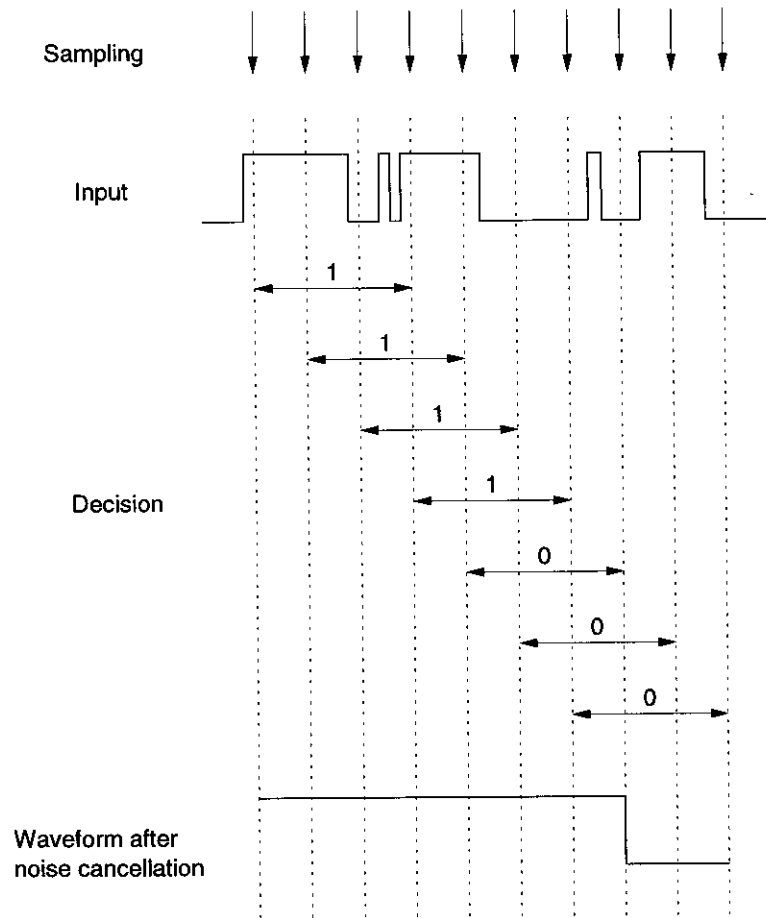 Sampling
Input
1
1
1
1
Decision
0
0
0
Waveform after
noise cancellation